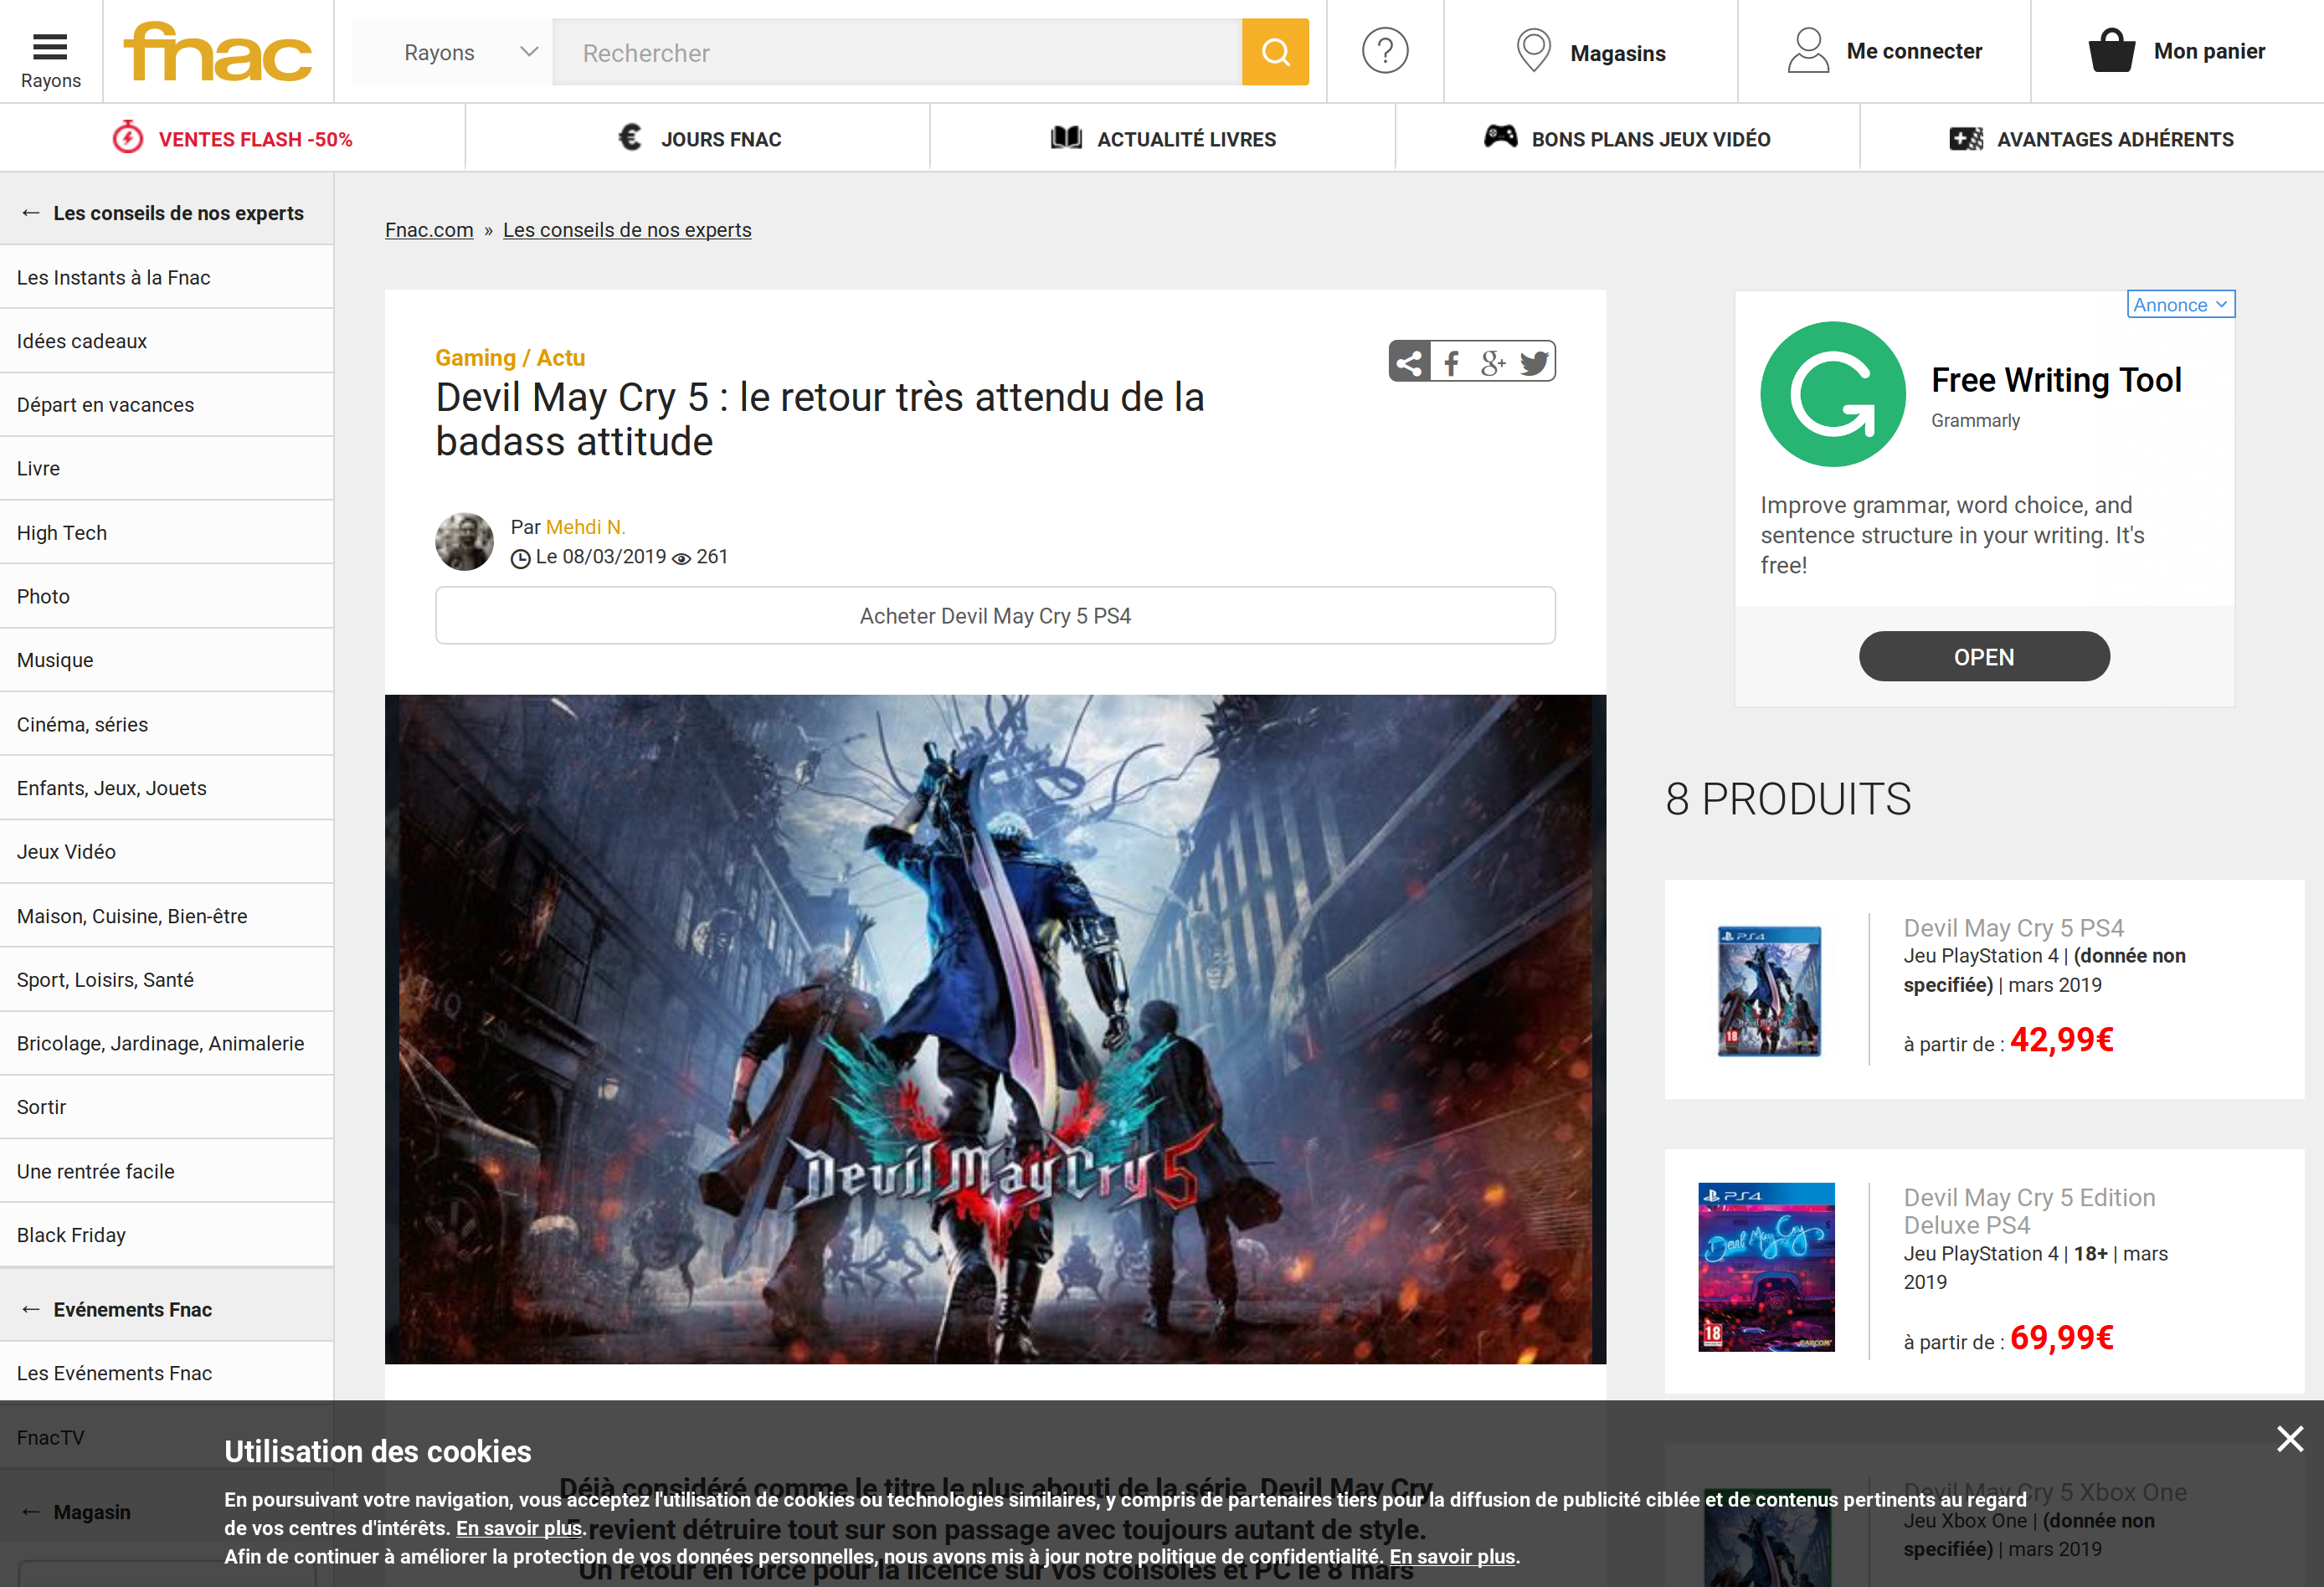 Rayons
fnac
Rayons
Rechercher
?
Magasins
Me connecter
Mon panier
VENTES FLASH -50%
€ JOURS FNAC
ACTUALITÉ LIVRES
BONS PLANS JEUX VIDÉO
AVANTAGES ADHÉRENTS
← Les conseils de nos experts
Les Instants à la Fnac
Idées cadeaux
Départ en vacances
Livre
High Tech
Photo
Musique
Cinéma, séries
Enfants, Jeux, Jouets
Jeux Vidéo
Maison, Cuisine, Bien-être
Sport, Loisirs, Santé
Bricolage, Jardinage, Animalerie
Sortir
Une rentrée facile
Black Friday
← Evénements Fnac
Les Evénements Fnac
FnacTV
← Magasin
Fnac.com » Les conseils de nos experts
Gaming / Actu
Devil May Cry 5 : le retour très attendu de la
badass attitude
Par Mehdi N.
Le 08/03/2019 261
Acheter Devil May Cry 5 PS4
Devil May Cry 5
Déjà considéré comme le titre le plus abouti de la série, Devil May Cry
5 revient détruire tout sur son passage avec toujours autant de style.
Un retour en force pour la licence sur vos consoles et PC le 8 mars
Annonce
Free Writing Tool
Grammarly
Improve grammar, word choice, and
sentence structure in your writing. It's
free!
OPEN
8 PRODUITS
PS4
18
Devil May Cry 5 PS4
Jeu PlayStation 4 | (donnée non
specifiée) | mars 2019
à partir de : 42,99€
PS4
Devil May Cry
18
CAPCOM
Devil May Cry 5 Edition
Deluxe PS4
Jeu PlayStation 4 | 18+ | mars
2019
à partir de : 69,99€
Devil May Cry 5 Xbox One
Jeu Xbox One | (donnée non
specifiée) | mars 2019
Utilisation des cookies
En poursuivant votre navigation, vous acceptez l'utilisation de cookies ou technologies similaires, y compris de partenaires tiers pour la diffusion de publicité ciblée et de contenus pertinents au regard
de vos centres d'intérêts. En savoir plus.
Afin de continuer à améliorer la protection de vos données personnelles, nous avons mis à jour notre politique de confidentialité. En savoir plus.